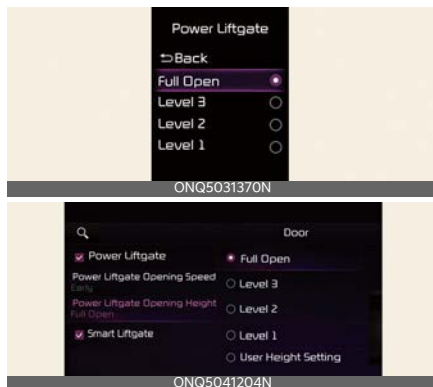 Power Liftgate
⮌Back
Full Open
Level 3
Level 2
Level 1
ONQ5031370N
Door
Power Liftgate
Full Open
Power Liftgate Opening Speed
Early
Level 3
Power Liftgate Opening Height
Full Open
Level 2
Smart Liftgate
Level 1
User Height Setting
ONQ5041204N